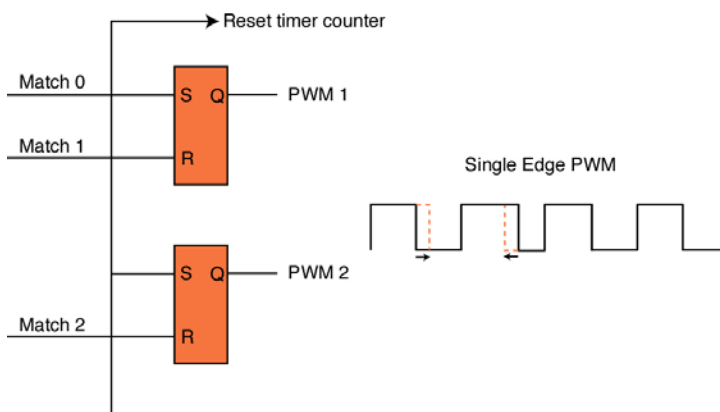 Reset timer counter
Match 0
S Q
PWM 1
Match 1
R
Single Edge PWM
S Q
PWM 2
Match 2
R